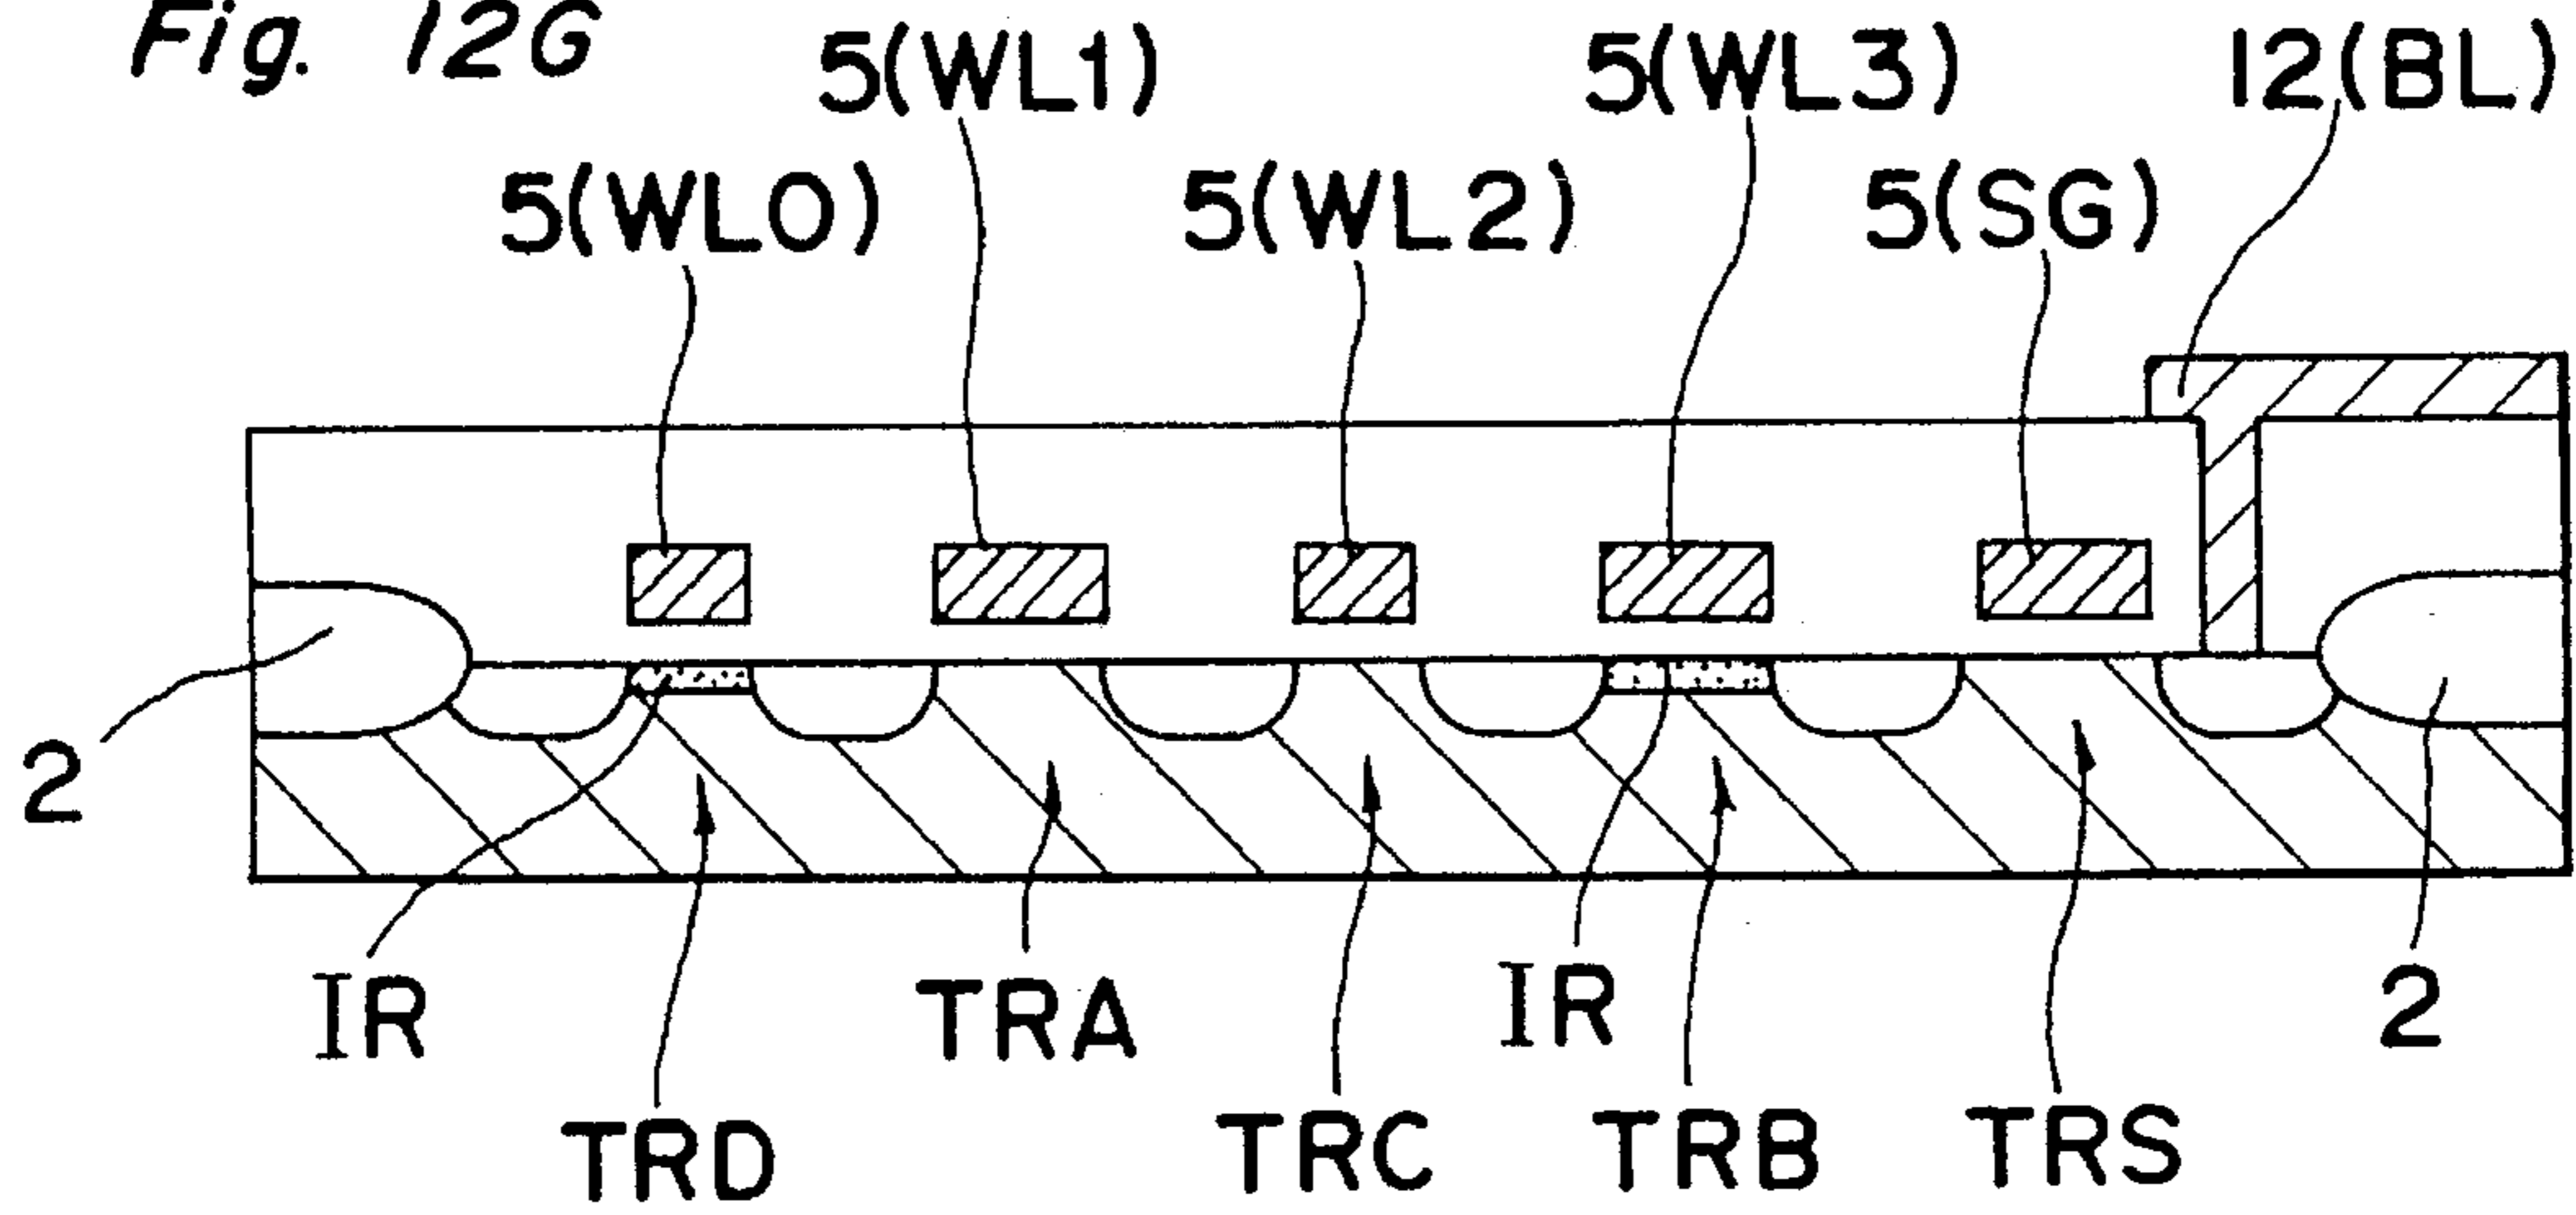 Fig. 12G
5(WL1) 5(WL3) 12(BL)
5(WL0) 5(WL2) 5(SG)
2
IR TRA IR 2
TRD TRC TRB TRS